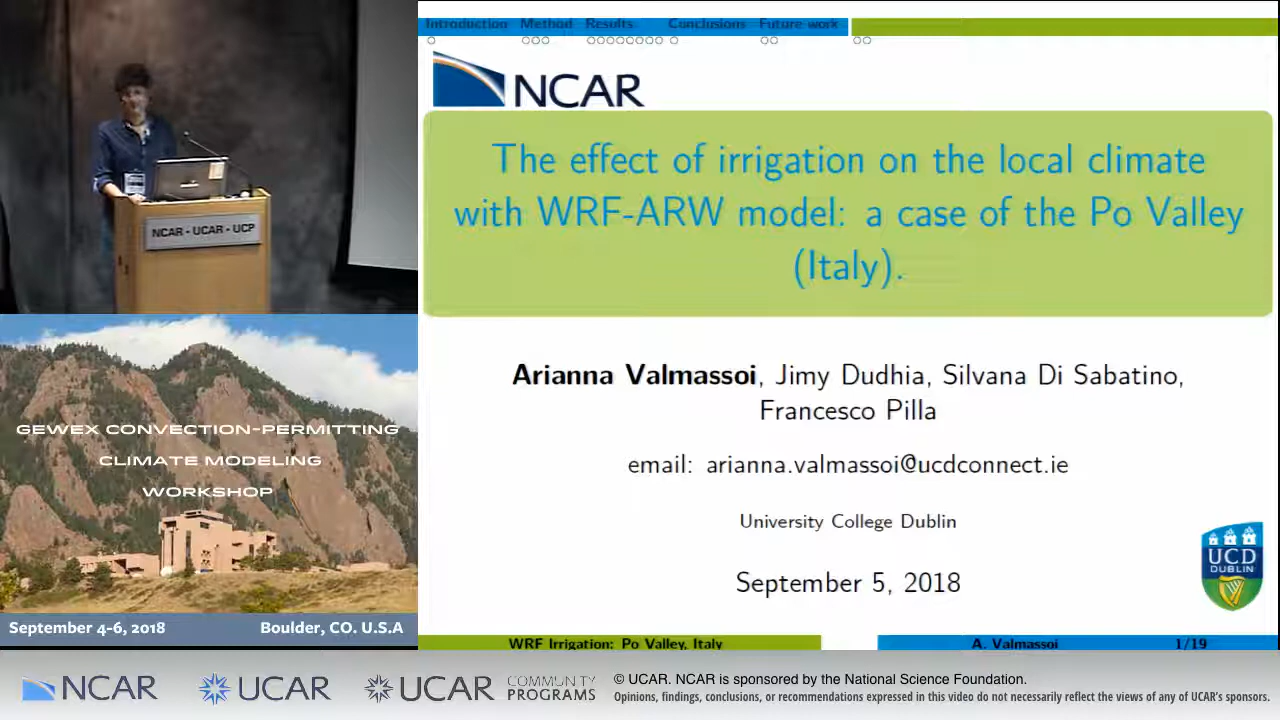 Introduction Method Results Conclusions Future work
NCAR
The effect of irrigation on the local climate
with WRF-ARW model: a case of the Po Valley
(Italy).
Arianna Valmassoi, Jimy Dudhia, Silvana Di Sabatino,
Francesco Pilla
email: arianna.valmassoi@ucdconnect.ie
University College Dublin
September 5, 2018
UCD
DUBLIN
WRF Irrigation: Po Valley, Italy
A. Valmassoi
1/19
NCAR - UCAR - UCP
GEWEX CONVECTION-PERMITTING
CLIMATE MODELING
WORKSHOP
September 4-6, 2018
Boulder, CO. U.S.A
NCAR
UCAR
UCAR
COMMUNITY
PROGRAMS
© UCAR. NCAR is sponsored by the National Science Foundation.
Opinions, findings, conclusions, or recommendations expressed in this video do not necessarily reflect the views of any of UCAR's sponsors.